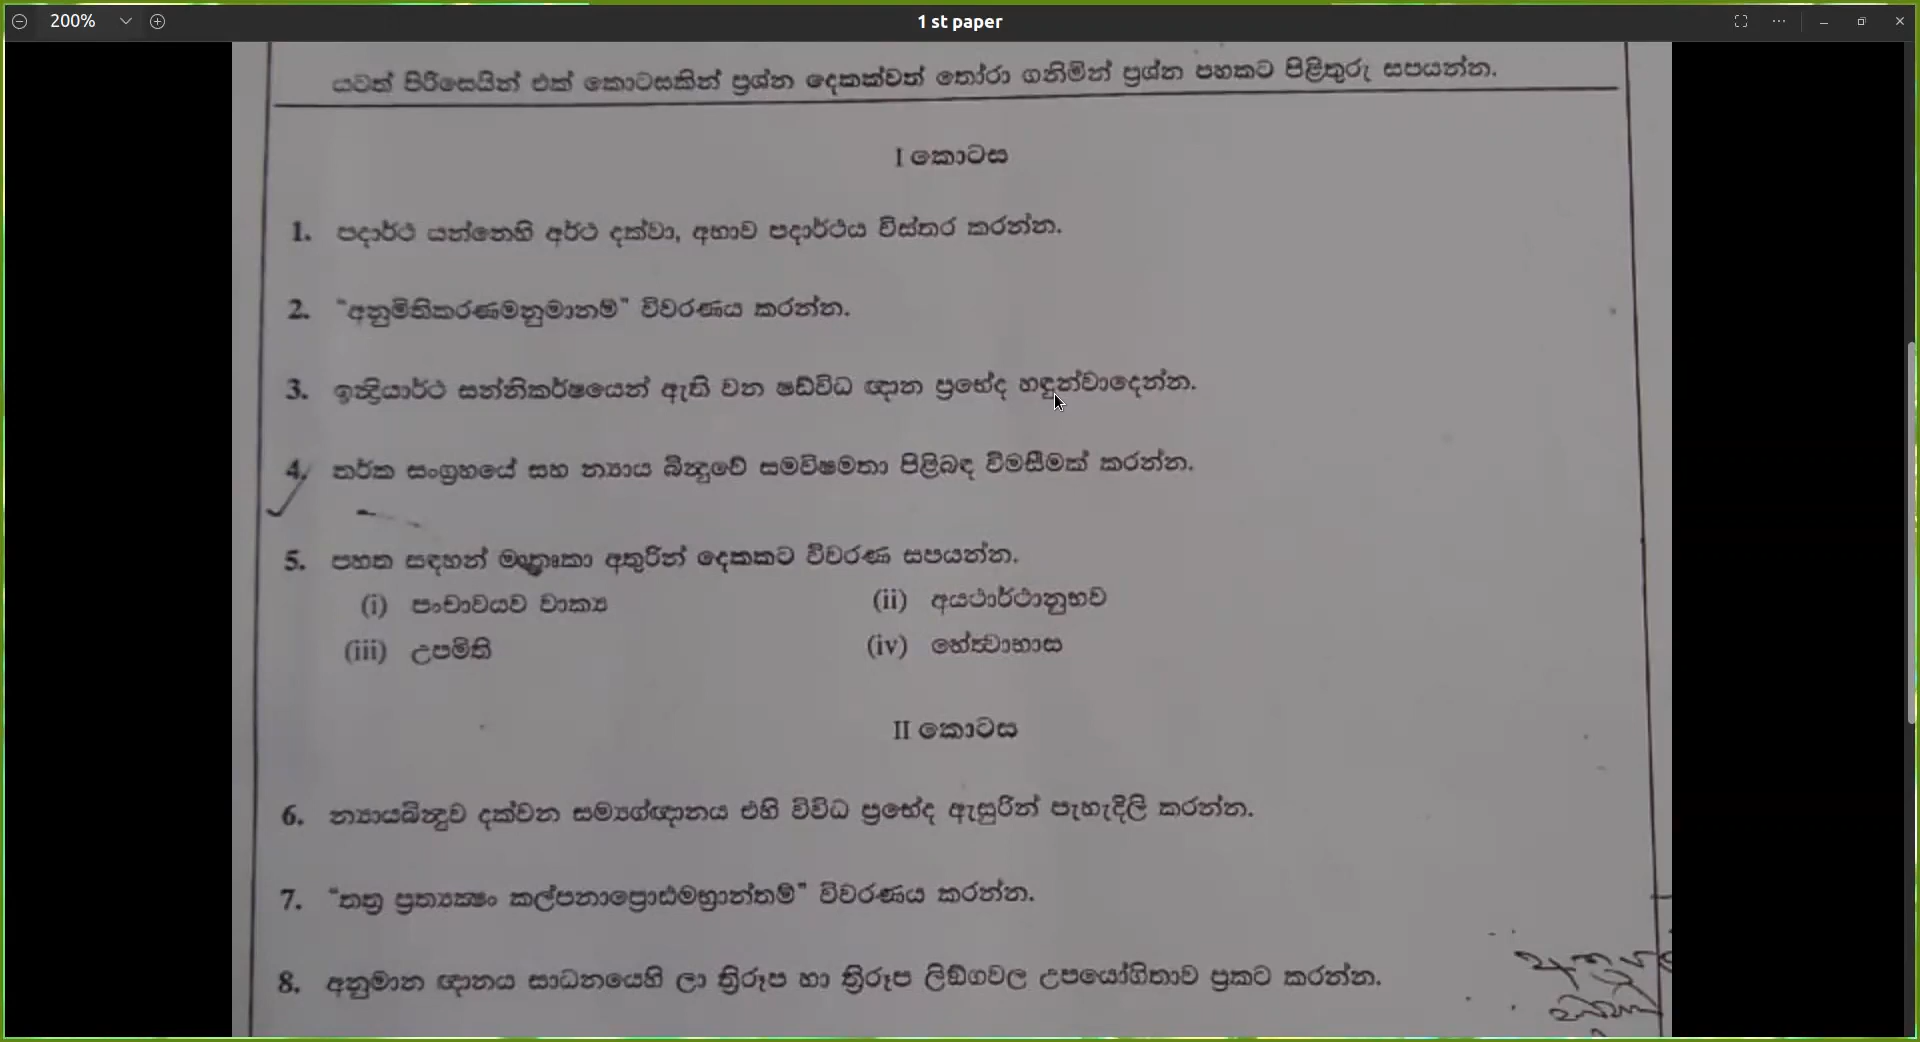 200%
1 st paper
යටත් පිරිසෙයින් එක් කොටසකින් ප්‍රශ්න දෙකක්වත් තෝරා ගනිමින් ප්‍රශ්න පහකට පිළිතුරු සපයන්න.
I කොටස
1. පදාර්ථ යන්නෙහි අර්ථ දක්වා, අභාව පදාර්ථය විස්තර කරන්න.
2. "අනුමිතිකරණමනුමානම්" විවරණය කරන්න.
3. ඉන්ද්‍රියාර්ථ සන්නිකර්ෂයෙන් ඇති වන ෂඩ්විධ ඥාන ප්‍රභේද හඳුන්වාදෙන්න.
4. තර්ක සංග්‍රහයේ සහ න්‍යාය බින්දුවේ සමවිෂමතා පිළිබඳ විමසීමක් කරන්න.
5. පහත සඳහන් මාතෘකා අතුරින් දෙකකට විවරණ සපයන්න.
(i) පංචාවයව වාක්‍ය (ii) අයථාර්ථානුභව
(iii) උපමිති (iv) හේත්වාභාස
II කොටස
6. න්‍යායබින්දුව දක්වන සම්‍යග්ඥානය එහි විවිධ ප්‍රභේද ඇසුරින් පැහැදිලි කරන්න.
7. "තත්‍ර ප්‍රත්‍යක්ෂං කල්පනාප්‍රොඪමභ්‍රාන්තම්" විවරණය කරන්න.
8. අනුමාන ඥානය සාධනයෙහි ලා ත්‍රිරූප හා ත්‍රිරූප ලිඞ්ගවල උපයෝගිතාව ප්‍රකට කරන්න.